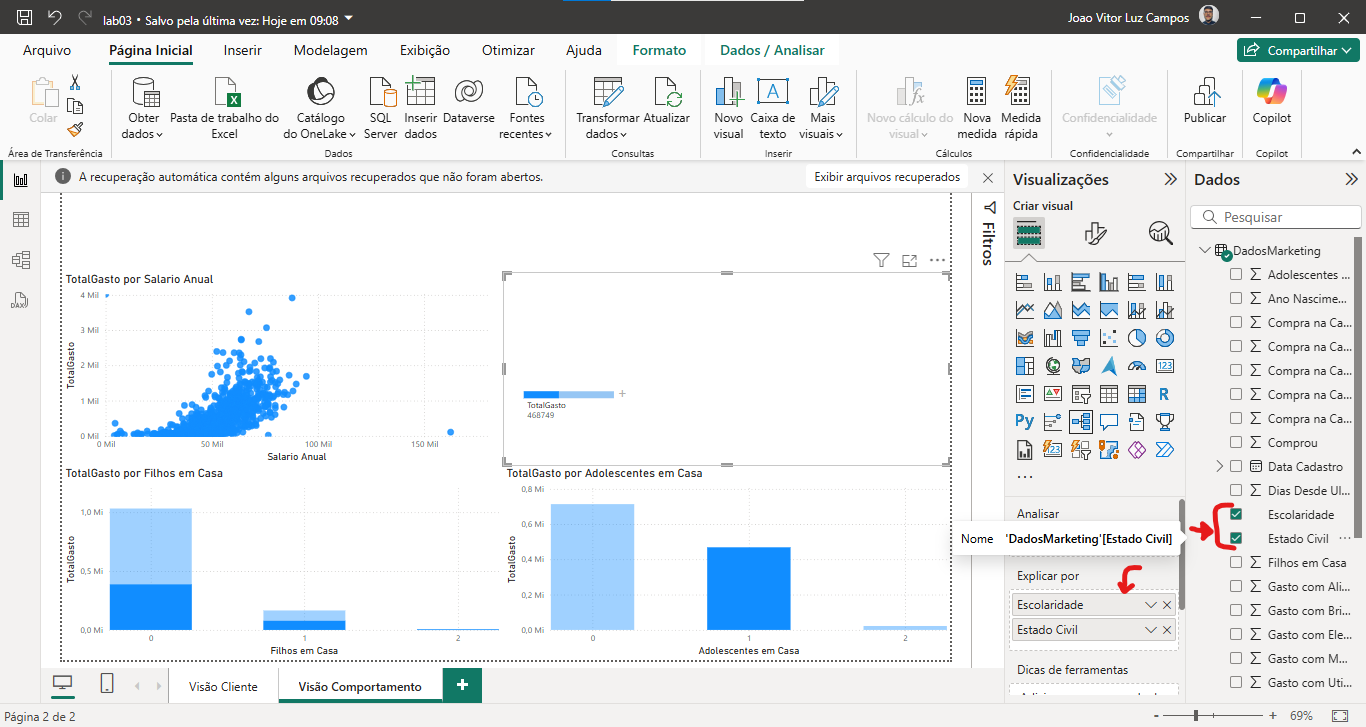 lab03 • Salvo pela última vez: Hoje em 09:08
Joao Vitor Luz Campos
Arquivo
Página Inicial
Inserir
Modelagem
Exibição
Otimizar
Ajuda
Formato
Dados / Analisar
Compartilhar
Colar
Obter dados
Pasta de trabalho do Excel
Catálogo do OneLake
SQL Server
Inserir dados
Dataverse
Fontes recentes
Transformar dados
Atualizar
Novo visual
Caixa de texto
Mais visuais
Novo cálculo do visual
Nova medida
Medida rápida
Confidencialidade
Publicar
Copilot
Área de Transferência
Dados
Consultas
Inserir
Cálculos
Confidencialidade
Compartilhar
Copilot
A recuperação automática contém alguns arquivos recuperados que não foram abertos.
Exibir arquivos recuperados
TotalGasto por Salario Anual
4 Mil
3 Mil
2 Mil
1 Mil
0 Mil
TotalGasto
0 Mil
50 Mil
100 Mil
150 Mil
Salario Anual
TotalGasto
468749
TotalGasto por Filhos em Casa
1,0 Mi
0,5 Mi
0,0 Mi
TotalGasto
0
1
2
Filhos em Casa
TotalGasto por Adolescentes em Casa
0,8 Mi
0,6 Mi
0,4 Mi
0,2 Mi
0,0 Mi
TotalGasto
0
1
2
Adolescentes em Casa
Filtros
Visualizações
Criar visual
R
Py
123
123
...
Analisar
Nome 'DadosMarketing'[Estado Civil]
Explicar por
Escolaridade
Estado Civil
Dicas de ferramentas
Dados
Pesquisar
DadosMarketing
Adolescentes ...
Ano Nascime...
Compra na Ca...
Compra na Ca...
Compra na Ca...
Compra na Ca...
Compra na Ca...
Comprou
Data Cadastro
Dias Desde Ul...
Escolaridade
Estado Civil
Filhos em Casa
Gasto com Ali...
Gasto com Bri...
Gasto com Ele...
Gasto com M...
Gasto com Uti...
Visão Cliente
Visão Comportamento
Página 2 de 2
- + 69%